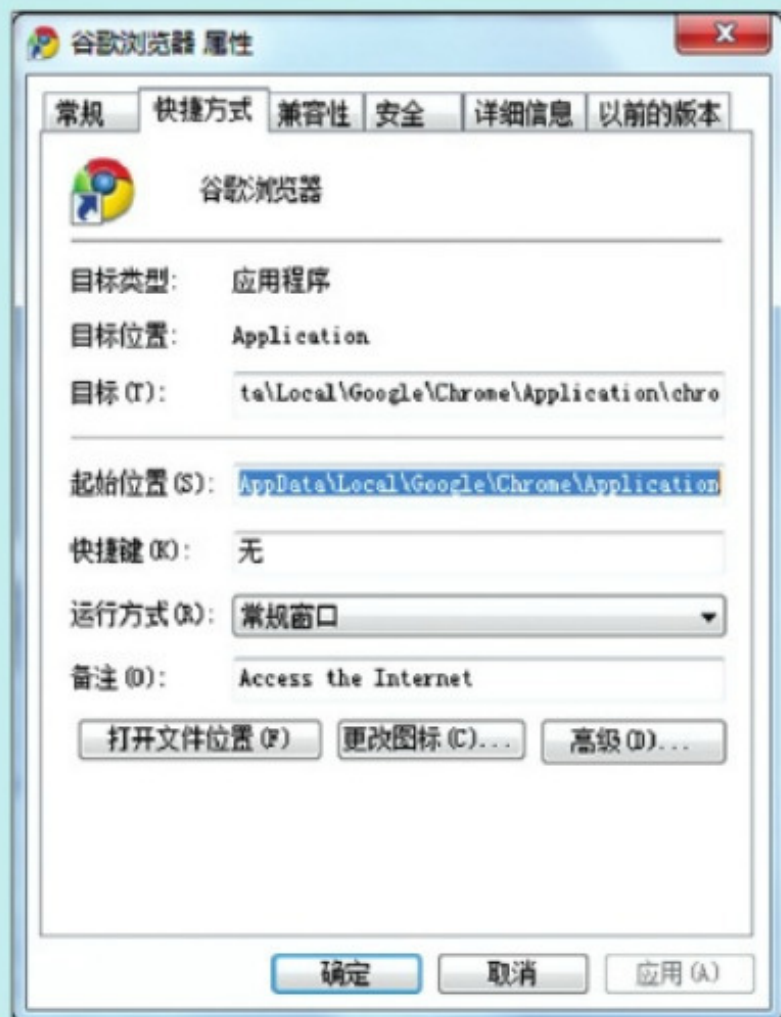 谷歌浏览器 属性
常规 快捷方式 兼容性 安全 详细信息 以前的版本
谷歌浏览器
目标类型: 应用程序
目标位置: Application
目标(T): ta\Local\Google\Chrome\Application\chro
起始位置(S): AppData\Local\Google\Chrome\Application
快捷键(K): 无
运行方式(R): 常规窗口
备注(O): Access the Internet
打开文件位置(F) 更改图标(C)... 高级(D)...
确定 取消 应用(A)